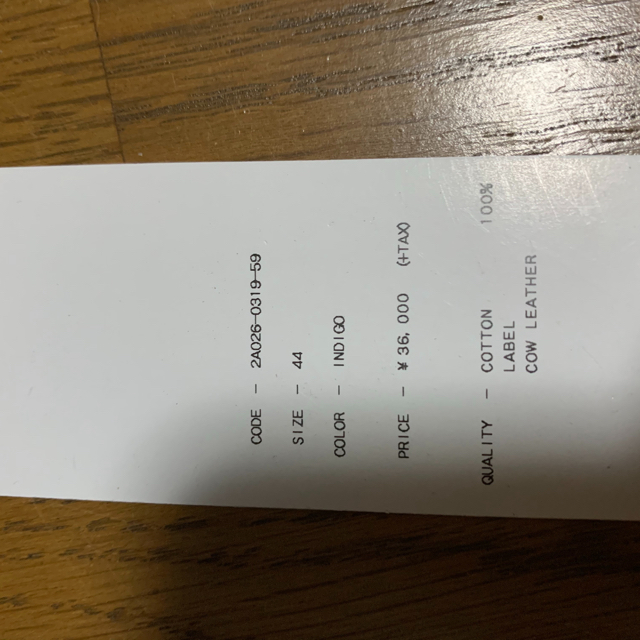 CODE - 2A026-0319-59
SIZE - 44
COLOR - INDIGO
PRICE - ¥36,000 (+TAX)
QUALITY - COTTON 100%
LABEL
COW LEATHER